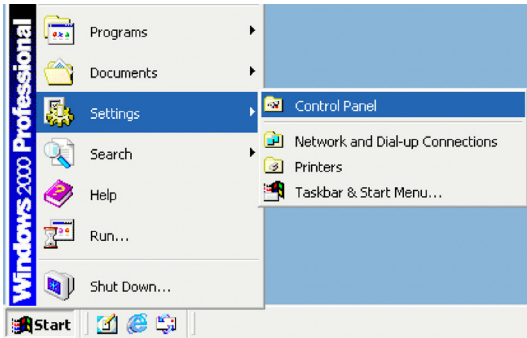 Windows 2000 Professional
Programs
Documents
Settings
Search
Help
Run...
Shut Down...
Control Panel
Network and Dial-up Connections
Printers
Taskbar & Start Menu...
Start